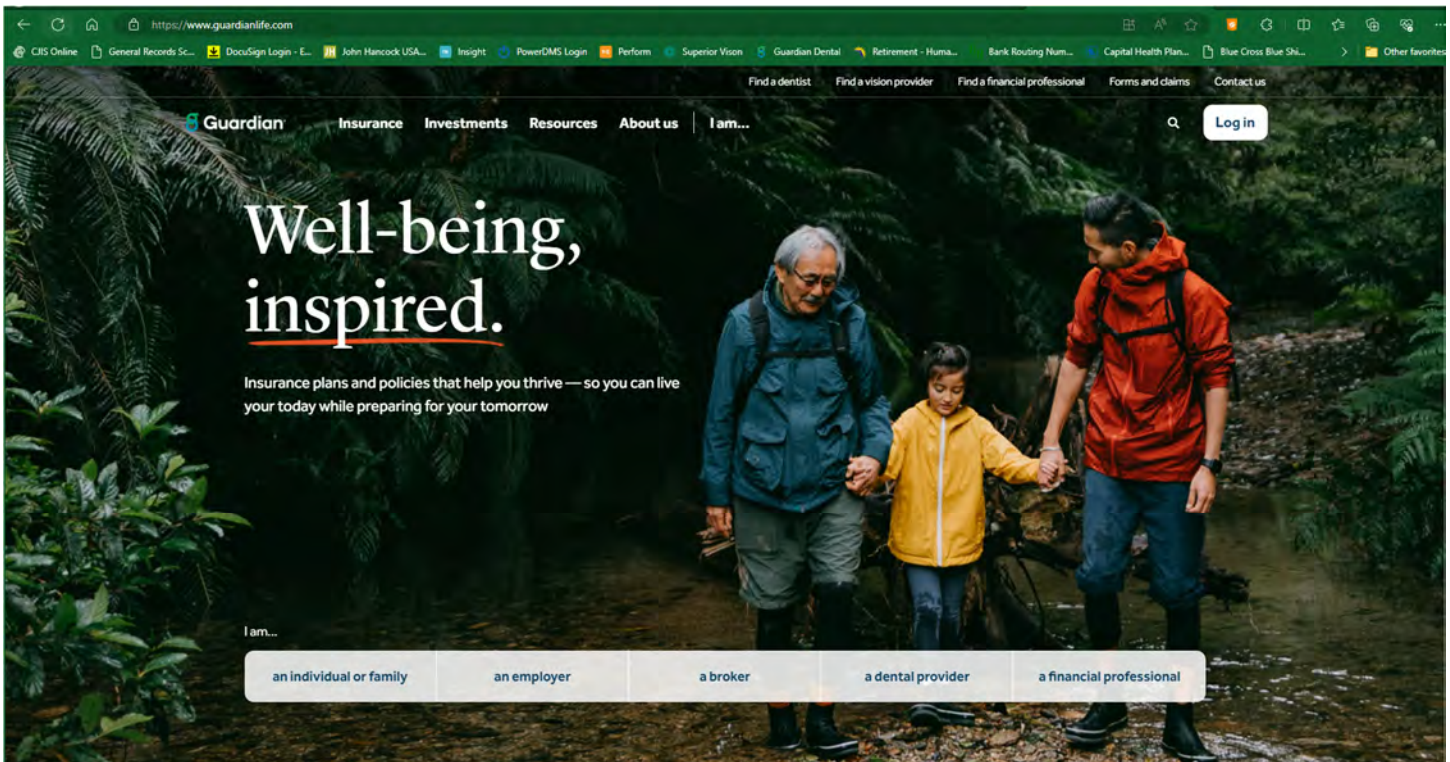 https://www.guardianlife.com
CJIS Online General Records Sc... DocuSign Login - E... John Hancock USA... Insight PowerDMS Login Perform Superior Vison Guardian Dental Retirement - Huma... Bank Routing Num... Capital Health Plan... Blue Cross Blue Shi... Other favorites
Find a dentist Find a vision provider Find a financial professional Forms and claims Contact us
Guardian Insurance Investments Resources About us I am... Log in
Well-being,
inspired.
Insurance plans and policies that help you thrive — so you can live
your today while preparing for your tomorrow
I am...
an individual or family an employer a broker a dental provider a financial professional